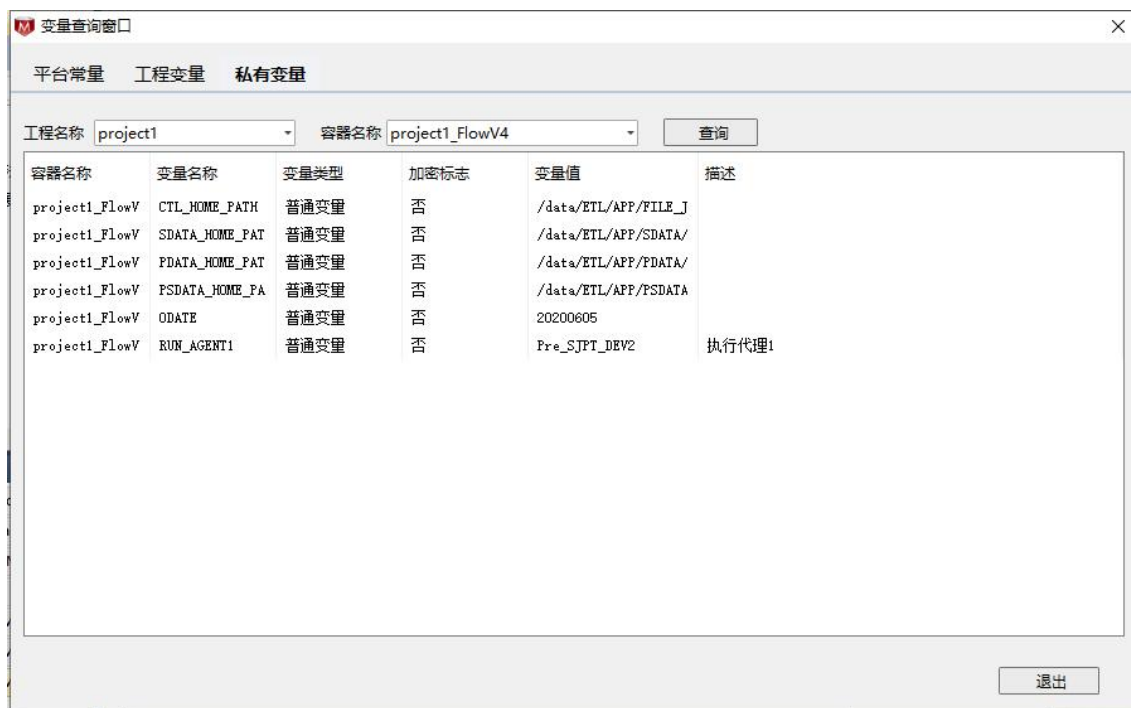 变量查询窗口
平台常量 工程变量 私有变量
工程名称 project1 容器名称 project1_FlowV4 查询
容器名称 变量名称 变量类型 加密标志 变量值 描述
project1_FlowV CTL_HOME_PATH 普通变量 否 /data/ETL/APP/FILE_J
project1_FlowV SDATA_HOME_PAT 普通变量 否 /data/ETL/APP/SDATA/
project1_FlowV PDATA_HOME_PAT 普通变量 否 /data/ETL/APP/PDATA/
project1_FlowV PSDATA_HOME_PA 普通变量 否 /data/ETL/APP/PSDATA
project1_FlowV ODATE 普通变量 否 20200605
project1_FlowV RUN_AGENT1 普通变量 否 Pre_SJPT_DEV2 执行代理1
退出